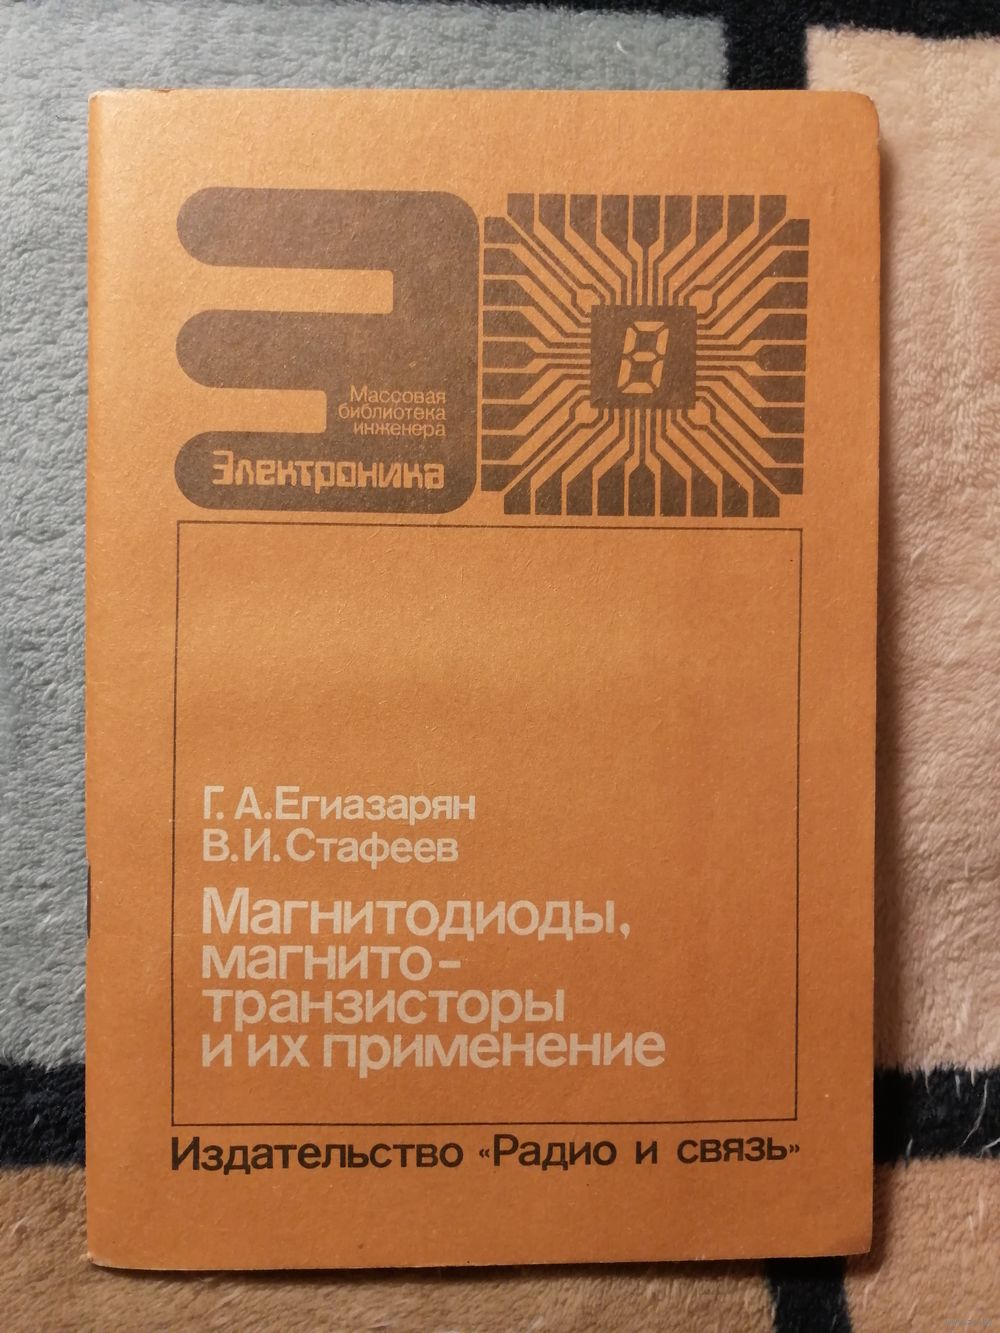 Массовая
библиотека
инженера
Электроника
Г. А. Егиазарян
В. И. Стафеев
Магнитодиоды,
магнито-
транзисторы
и их применение
Издательство «Радио и связь»